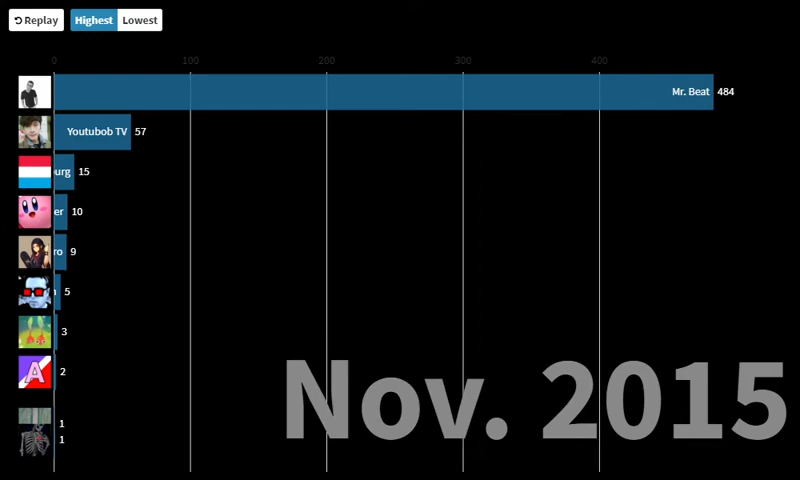 Replay Highest Lowest
0 100 200 300 400
Mr. Beat 484
Youtubob TV 57
urg 15
er 10
ro 9
5
3
A 2
1
1
Nov. 2015